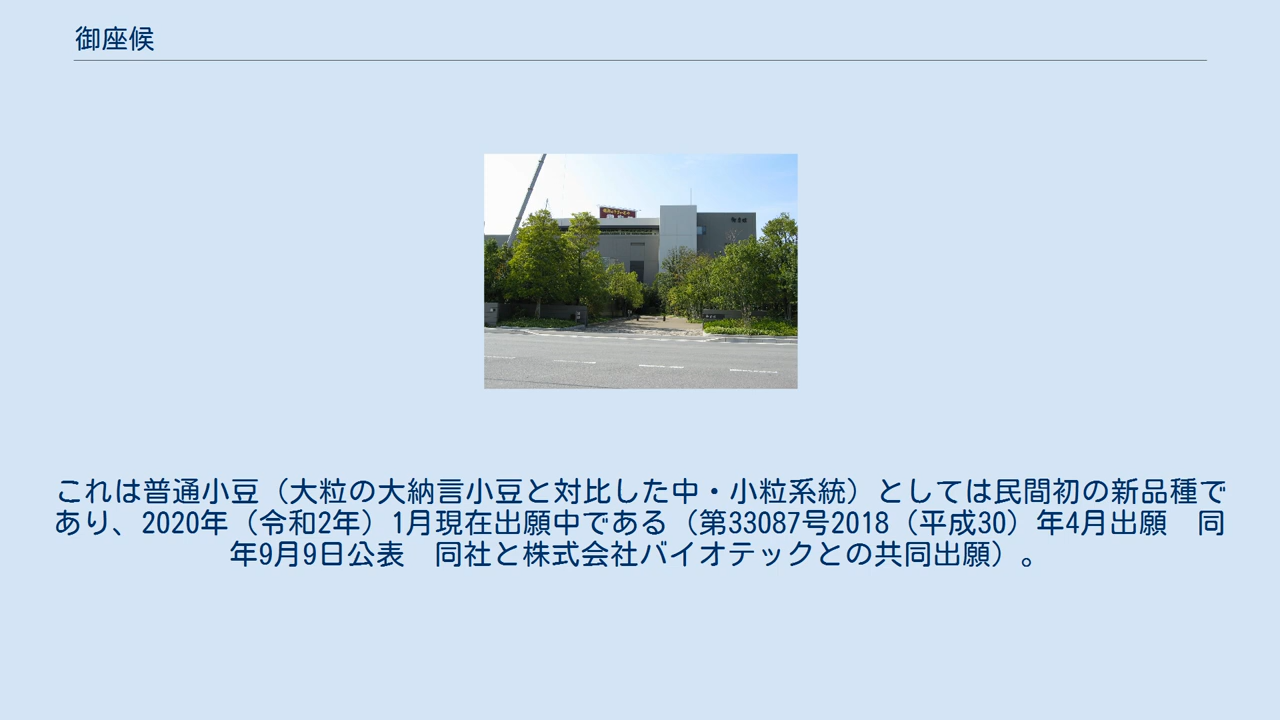 御座候
これは普通小豆（大粒の大納言小豆と対比した中・小粒系統）としては民間初の新品種で
あり、2020年（令和2年）1月現在出願中である（第33087号2018（平成30）年4月出願　同
年9月9日公表　同社と株式会社バイオテックとの共同出願）。